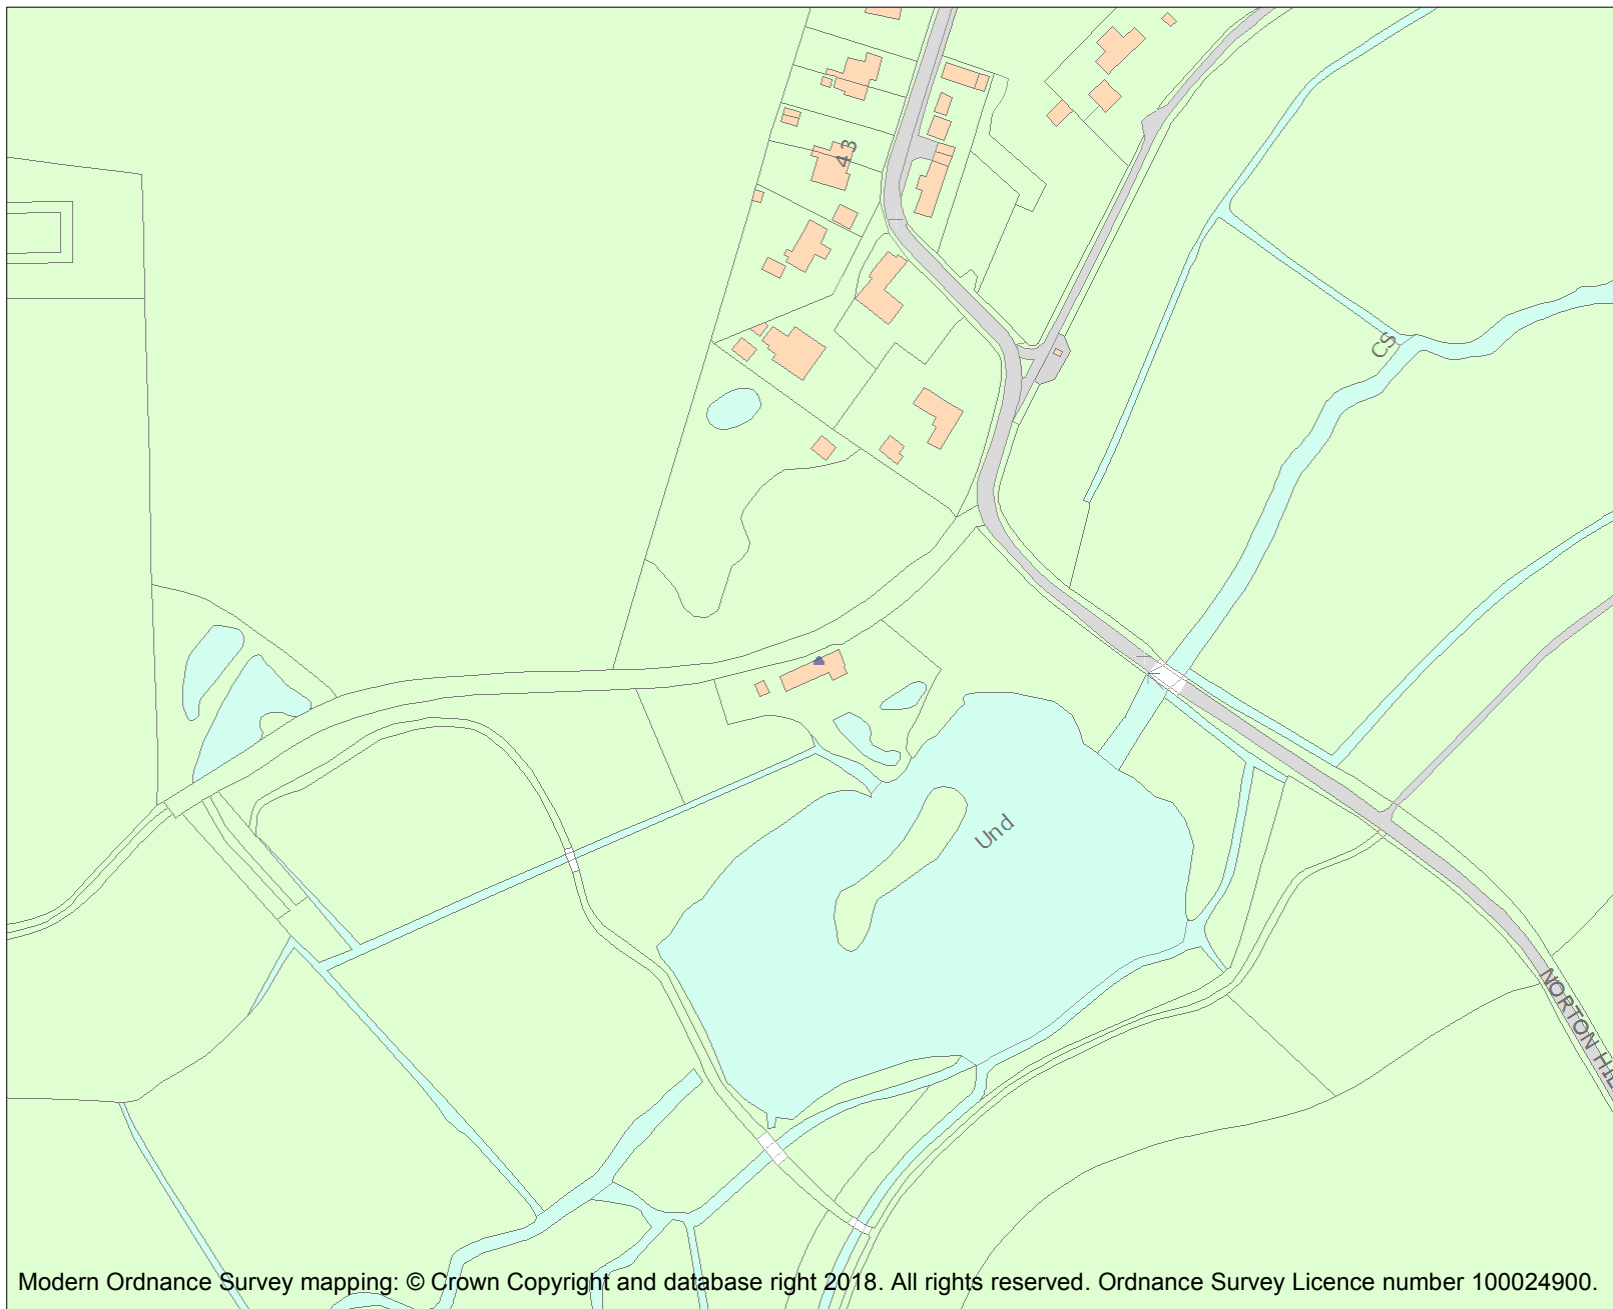 43
CS
Und
NORTON HIL
Modern Ordnance Survey mapping: © Crown Copyright and database right 2018. All rights reserved. Ordnance Survey Licence number 100024900.